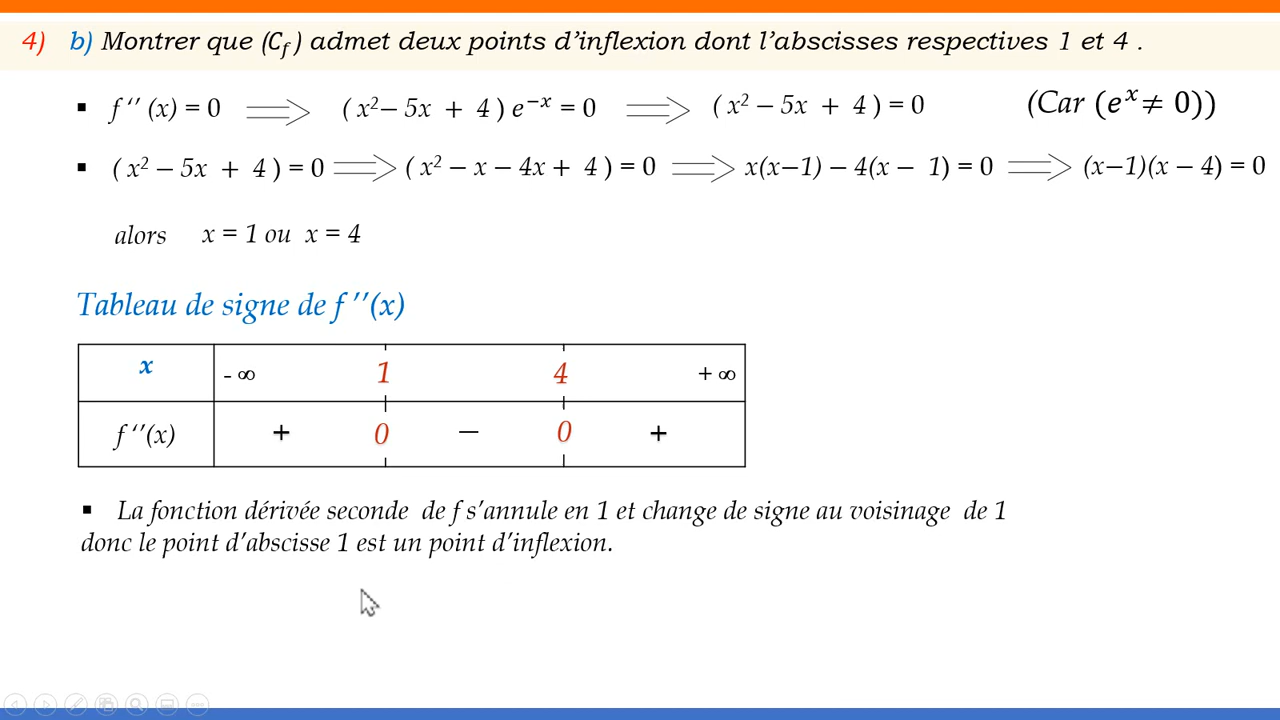 4) b) Montrer que (C_f) admet deux points d'inflexion dont l'abscisses respectives 1 et 4 .
▪ f ʻʼ (x) = 0 ⟹ ( x² − 5x + 4 ) e⁻ˣ = 0 ⟹ ( x² − 5x + 4 ) = 0 (Car (eˣ ≠ 0))
▪ ( x² − 5x + 4 ) = 0 ⟹ ( x² − x − 4x + 4 ) = 0 ⟹ x(x−1) − 4(x − 1) = 0 ⟹ (x−1)(x − 4) = 0
alors x = 1 ou x = 4
Tableau de signe de f ʼʼ(x)
x - ∞ 1 4 + ∞
f ʻʼ(x) + 0 − 0 +
▪ La fonction dérivée seconde de f s'annule en 1 et change de signe au voisinage de 1
donc le point d'abscisse 1 est un point d'inflexion.